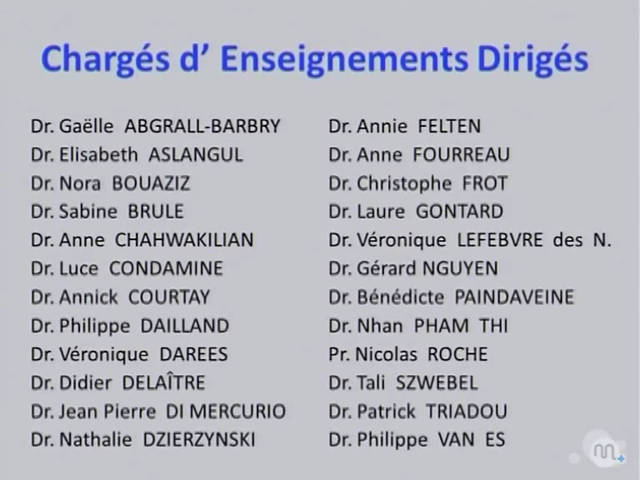 Chargés d’ Enseignements Dirigés
Dr. Gaëlle ABGRALL-BARBRY
Dr. Elisabeth ASLANGUL
Dr. Nora BOUAZIZ
Dr. Sabine BRULE
Dr. Anne CHAHWAKILIAN
Dr. Luce CONDAMINE
Dr. Annick COURTAY
Dr. Philippe DAILLAND
Dr. Véronique DAREES
Dr. Didier DELAÎTRE
Dr. Jean Pierre DI MERCURIO
Dr. Nathalie DZIERZYNSKI
Dr. Annie FELTEN
Dr. Anne FOURREAU
Dr. Christophe FROT
Dr. Laure GONTARD
Dr. Véronique LEFEBVRE des N.
Dr. Gérard NGUYEN
Dr. Bénédicte PAINDAVEINE
Dr. Nhan PHAM THI
Pr. Nicolas ROCHE
Dr. Tali SZWEBEL
Dr. Patrick TRIADOU
Dr. Philippe VAN ES
m+